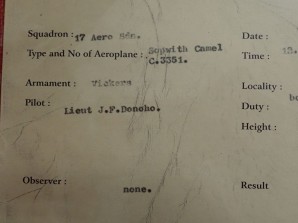 Squadron : 17 Aero Sdn. Date :
Type and No of Aeroplane : Sopwith Camel Time :
C.3351.
Armament : Vickers Locality :
Pilot : Duty :
Lieut J.F.Donoho. Height :
Observer : Result
none.